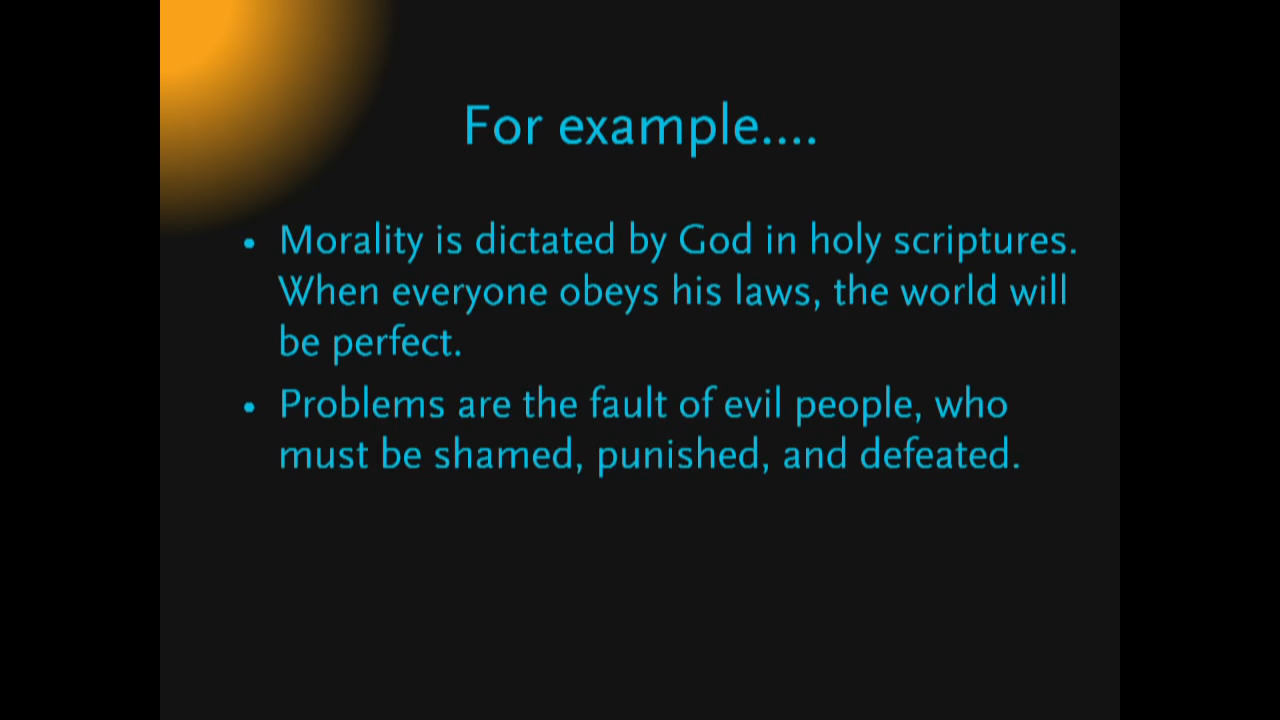 For example....
• Morality is dictated by God in holy scriptures.
When everyone obeys his laws, the world will
be perfect.
• Problems are the fault of evil people, who
must be shamed, punished, and defeated.